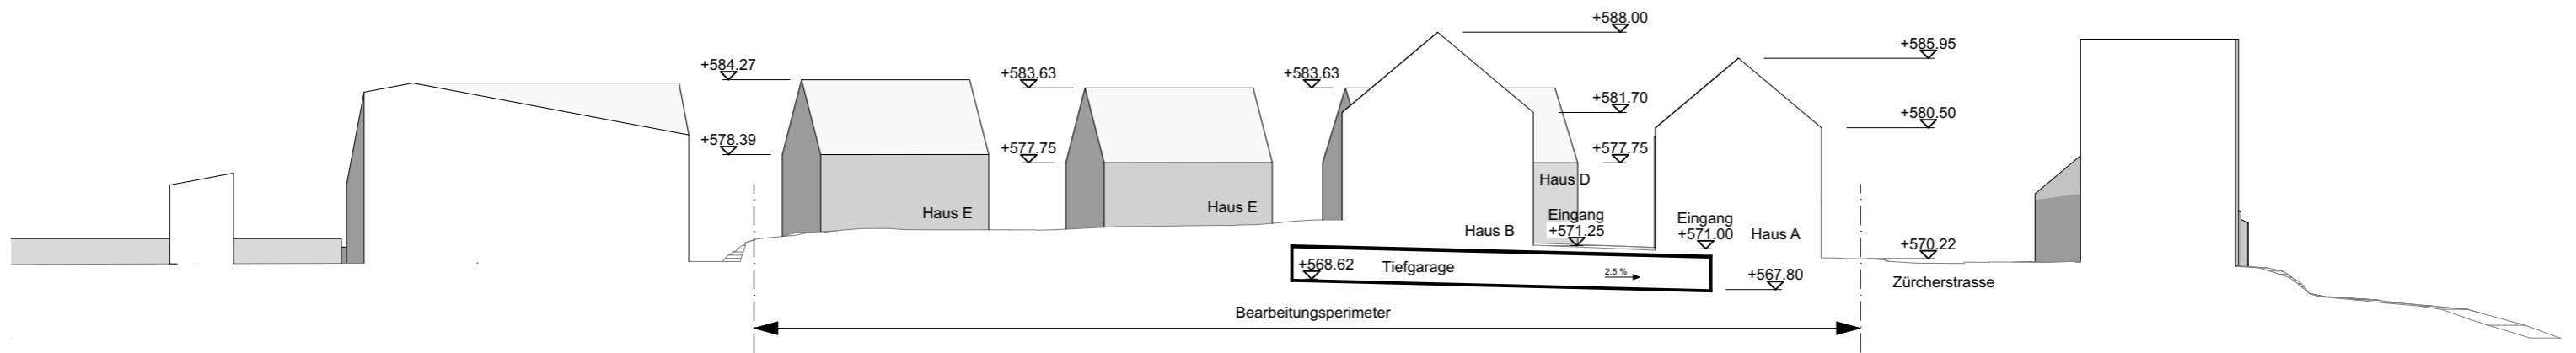 +588.00
+585.95
+584.27
+583.63
+583.63
+581.70
+580.50
+578.39
+577.75
+577.75
Haus D
Haus E
Haus E
Eingang
+571.25
Eingang
+571.00
Haus B
Haus A
+570.22
+568.62
Tiefgarage
2.5 %
+567.80
Zürcherstrasse
Bearbeitungsperimeter